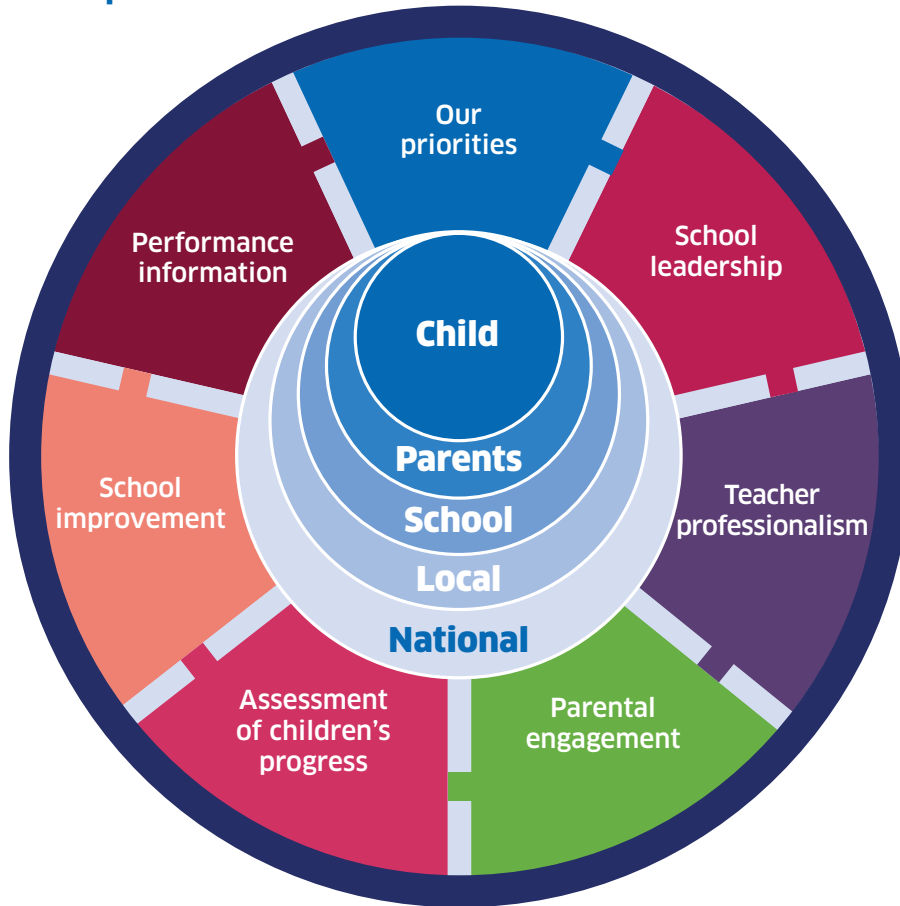 Our
priorities
School
leadership
Teacher
professionalism
Parental
engagement
Assessment
of children's
progress
School
improvement
Performance
information
Child
Parents
School
Local
National